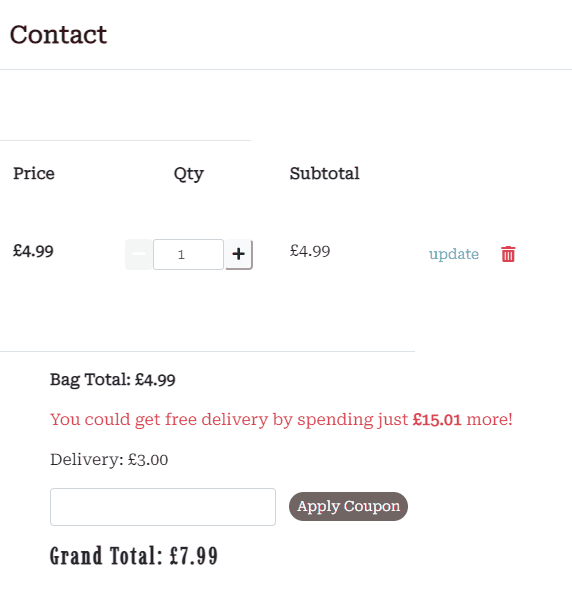 Contact
Price Qty Subtotal
£4.99 − 1 + £4.99 update
Bag Total: £4.99
You could get free delivery by spending just £15.01 more!
Delivery: £3.00
Apply Coupon
Grand Total: £7.99